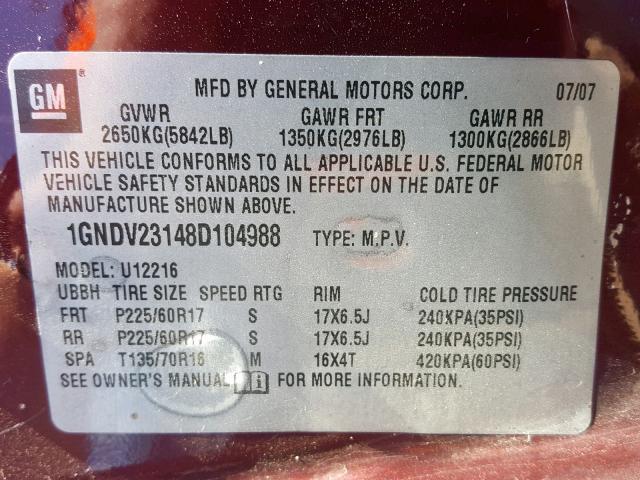 GM ® MFD BY GENERAL MOTORS CORP. 07/07
GVWR GAWR FRT GAWR RR
2650KG(5842LB) 1350KG(2976LB) 1300KG(2866LB)
THIS VEHICLE CONFORMS TO ALL APPLICABLE U.S. FEDERAL MOTOR
VEHICLE SAFETY STANDARDS IN EFFECT ON THE DATE OF
MANUFACTURE SHOWN ABOVE.
1GNDV23148D104988 TYPE: M.P.V.
MODEL: U12216
UBBH TIRE SIZE SPEED RTG RIM COLD TIRE PRESSURE
FRT P225/60R17 S 17X6.5J 240KPA(35PSI)
RR P225/60R17 S 17X6.5J 240KPA(35PSI)
SPA T135/70R16 M 16X4T 420KPA(60PSI)
SEE OWNER'S MANUAL i FOR MORE INFORMATION.